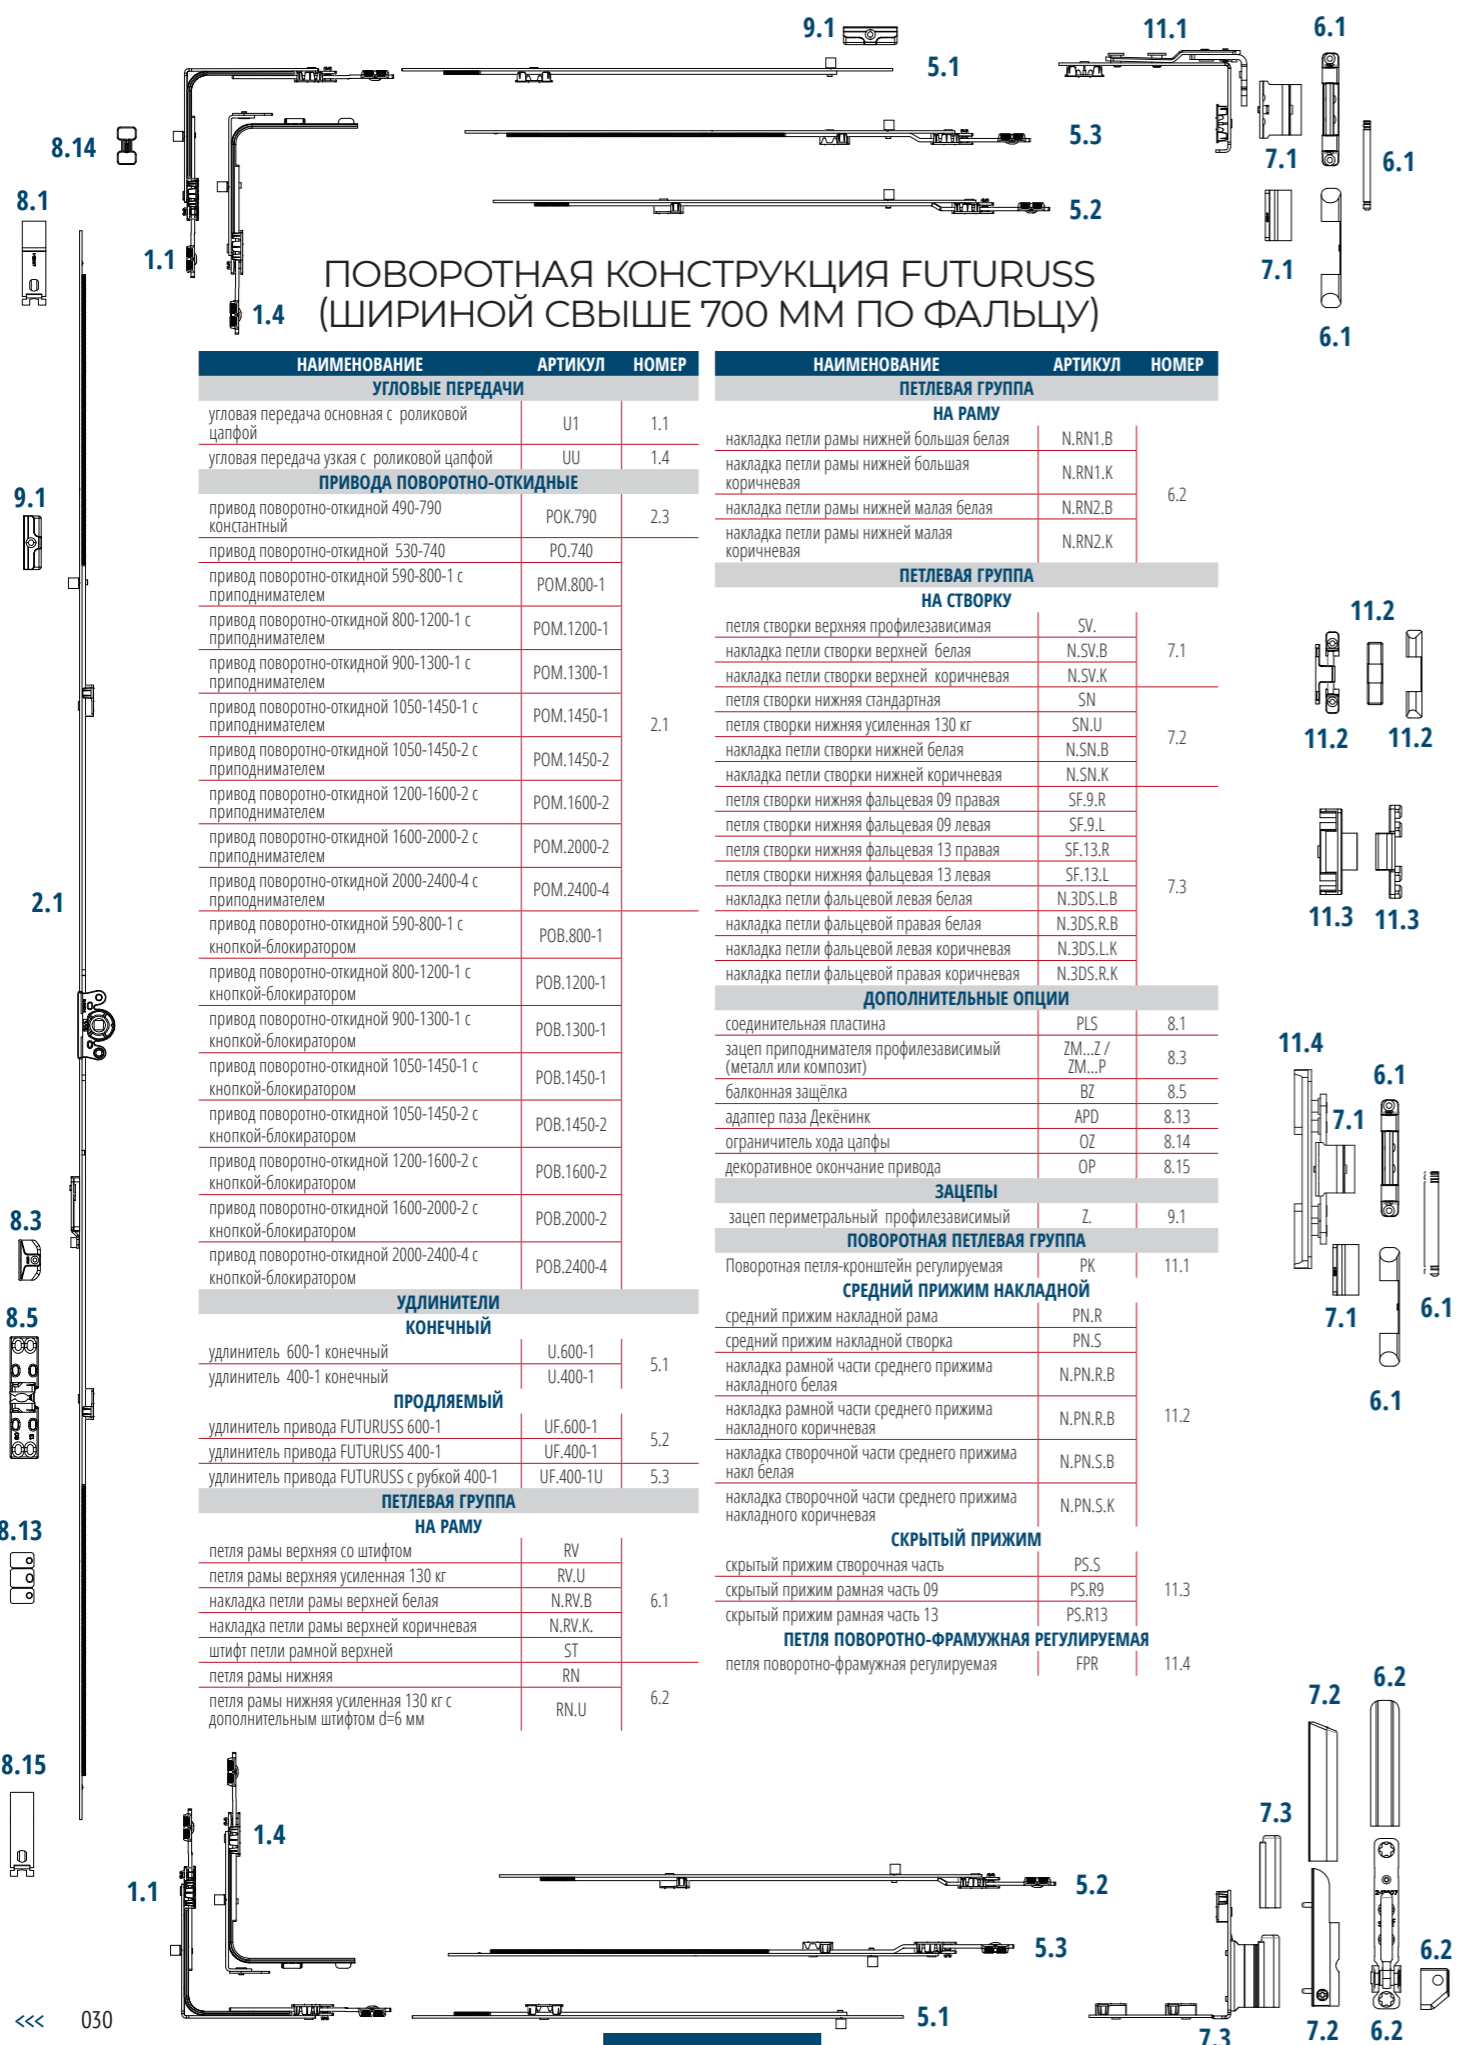 9.1
11.1
6.1
5.1
8.14
5.3
7.1
6.1
8.1
5.2
1.1
7.1
1.4
6.1
ПОВОРОТНАЯ КОНСТРУКЦИЯ FUTURUSS
(ШИРИНОЙ СВЫШЕ 700 ММ ПО ФАЛЬЦУ)
НАИМЕНОВАНИЕ АРТИКУЛ НОМЕР
УГЛОВЫЕ ПЕРЕДАЧИ
угловая передача основная с роликовой
цапфой U1 1.1
угловая передача узкая с роликовой цапфой UU 1.4
ПРИВОДА ПОВОРОТНО-ОТКИДНЫЕ
привод поворотно-откидной 490-790
константный POK.790 2.3
привод поворотно-откидной 530-740 PO.740
привод поворотно-откидной 590-800-1 с
приподнимателем POM.800-1
привод поворотно-откидной 800-1200-1 с
приподнимателем POM.1200-1
привод поворотно-откидной 900-1300-1 с
приподнимателем POM.1300-1
привод поворотно-откидной 1050-1450-1 с
приподнимателем POM.1450-1
2.1
привод поворотно-откидной 1050-1450-2 с
приподнимателем POM.1450-2
привод поворотно-откидной 1200-1600-2 с
приподнимателем POM.1600-2
привод поворотно-откидной 1600-2000-2 с
приподнимателем POM.2000-2
привод поворотно-откидной 2000-2400-4 с
приподнимателем POM.2400-4
привод поворотно-откидной 590-800-1 с
кнопкой-блокиратором POB.800-1
привод поворотно-откидной 800-1200-1 с
кнопкой-блокиратором POB.1200-1
привод поворотно-откидной 900-1300-1 с
кнопкой-блокиратором POB.1300-1
привод поворотно-откидной 1050-1450-1 с
кнопкой-блокиратором POB.1450-1
привод поворотно-откидной 1050-1450-2 с
кнопкой-блокиратором POB.1450-2
привод поворотно-откидной 1200-1600-2 с
кнопкой-блокиратором POB.1600-2
привод поворотно-откидной 1600-2000-2 с
кнопкой-блокиратором POB.2000-2
привод поворотно-откидной 2000-2400-4 с
кнопкой-блокиратором POB.2400-4
УДЛИНИТЕЛИ
КОНЕЧНЫЙ
удлинитель 600-1 конечный U.600-1
5.1
удлинитель 400-1 конечный U.400-1
ПРОДЛЯЕМЫЙ
удлинитель привода FUTURUSS 600-1 UF.600-1
5.2
удлинитель привода FUTURUSS 400-1 UF.400-1
удлинитель привода FUTURUSS с рубкой 400-1 UF.400-1U 5.3
ПЕТЛЕВАЯ ГРУППА
НА РАМУ
петля рамы верхняя со штифтом RV
петля рамы верхняя усиленная 130 кг RV.U
накладка петли рамы верхней белая N.RV.B 6.1
накладка петли рамы верхней коричневая N.RV.K.
штифт петли рамной верхней ST
петля рамы нижняя RN
6.2
петля рамы нижняя усиленная 130 кг с
дополнительным штифтом d=6 мм RN.U
НАИМЕНОВАНИЕ АРТИКУЛ НОМЕР
ПЕТЛЕВАЯ ГРУППА
НА РАМУ
накладка петли рамы нижней большая белая N.RN1.B
накладка петли рамы нижней большая
коричневая N.RN1.K
6.2
накладка петли рамы нижней малая белая N.RN2.B
накладка петли рамы нижней малая
коричневая N.RN2.K
ПЕТЛЕВАЯ ГРУППА
НА СТВОРКУ
петля створки верхняя профилезависимая SV.
накладка петли створки верхней белая N.SV.B 7.1
накладка петли створки верхней коричневая N.SV.K
петля створки нижняя стандартная SN
петля створки нижняя усиленная 130 кг SN.U
7.2
накладка петли створки нижней белая N.SN.B
накладка петли створки нижней коричневая N.SN.K
петля створки нижняя фальцевая 09 правая SF.9.R
петля створки нижняя фальцевая 09 левая SF.9.L
петля створки нижняя фальцевая 13 правая SF.13.R
петля створки нижняя фальцевая 13 левая SF.13.L
7.3
накладка петли фальцевой левая белая N.3DS.L.B
накладка петли фальцевой правая белая N.3DS.R.B
накладка петли фальцевой левая коричневая N.3DS.L.K
накладка петли фальцевой правая коричневая N.3DS.R.K
ДОПОЛНИТЕЛЬНЫЕ ОПЦИИ
соединительная пластина PLS 8.1
зацеп приподнимателя профилезависимый ZM...Z /
(металл или композит) ZM...P 8.3
балконная защёлка BZ 8.5
адаптер паза Декёнинк APD 8.13
ограничитель хода цапфы OZ 8.14
декоративное окончание привода OP 8.15
ЗАЦЕПЫ
зацеп периметральный профилезависимый Z. 9.1
ПОВОРОТНАЯ ПЕТЛЕВАЯ ГРУППА
Поворотная петля-кронштейн регулируемая PK 11.1
СРЕДНИЙ ПРИЖИМ НАКЛАДНОЙ
средний прижим накладной рама PN.R
средний прижим накладной створка PN.S
накладка рамной части среднего прижима
накладного белая N.PN.R.B
накладка рамной части среднего прижима
накладного коричневая N.PN.R.B
11.2
накладка створочной части среднего прижима
накл белая N.PN.S.B
накладка створочной части среднего прижима
накладного коричневая N.PN.S.K
СКРЫТЫЙ ПРИЖИМ
скрытый прижим створочная часть PS.S
скрытый прижим рамная часть 09 PS.R9 11.3
скрытый прижим рамная часть 13 PS.R13
ПЕТЛЯ ПОВОРОТНО-ФРАМУЖНАЯ РЕГУЛИРУЕМАЯ
петля поворотно-фрамужная регулируемая FPR 11.4
9.1
2.1
8.3
8.5
8.13
8.15
11.2
11.2
11.2
11.3
11.3
11.4
6.1
7.1
7.1
6.1
6.1
6.2
7.2
7.3
1.4
1.1
5.2
5.3
6.2
5.1
7.3
7.2
6.2
<<< 030